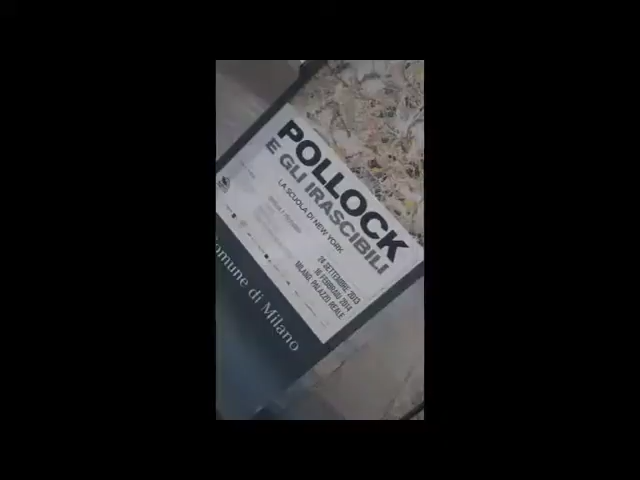 POLLOCK
E GLI IRASCIBILI
LA SCUOLA DI NEW YORK
24 SETTEMBRE 2013
16 FEBBRAIO 2014
MILANO, PALAZZO REALE
Comune di Milano